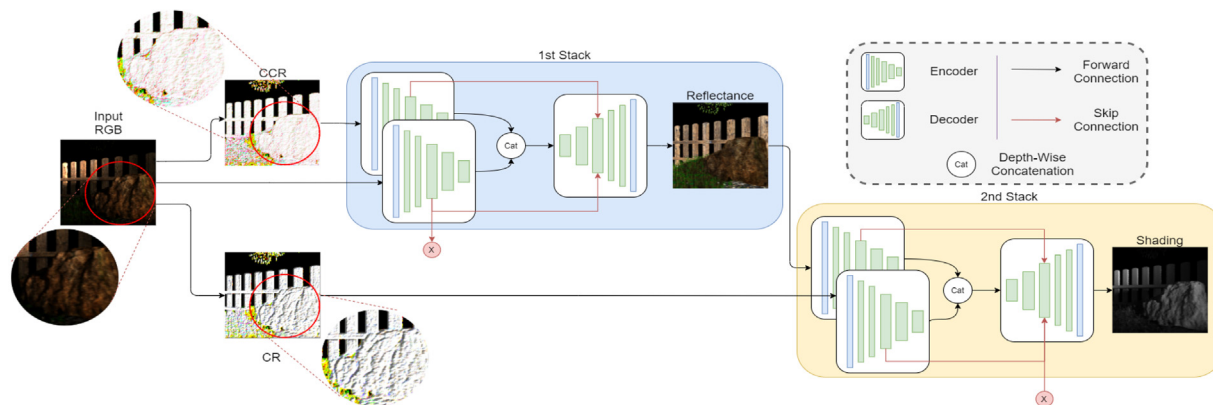 1st Stack
CCR
Input
RGB
Cat
Reflectance
X
CR
Encoder
Forward
Connection
Decoder
Skip
Connection
Cat
Depth-Wise
Concatenation
2nd Stack
Cat
Shading
X